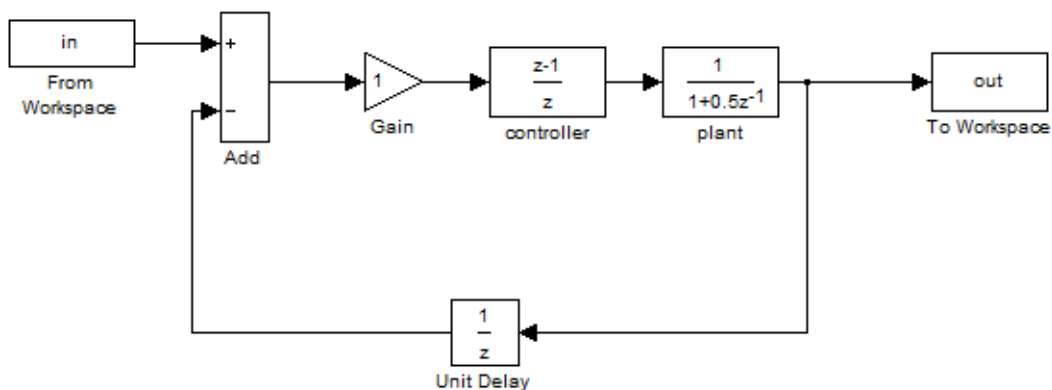 in
From
Workspace
+
−
Add
1
Gain
z-1
z
controller
1
1+0.5z⁻¹
plant
out
To Workspace
1
z
Unit Delay